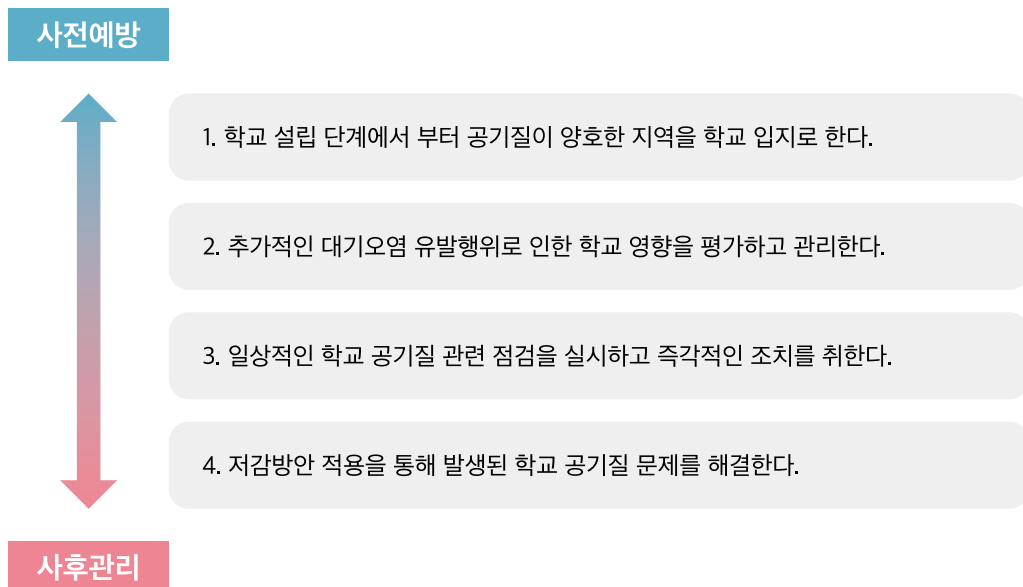 사전예방
1. 학교 설립 단계에서 부터 공기질이 양호한 지역을 학교 입지로 한다.
2. 추가적인 대기오염 유발행위로 인한 학교 영향을 평가하고 관리한다.
3. 일상적인 학교 공기질 관련 점검을 실시하고 즉각적인 조치를 취한다.
4. 저감방안 적용을 통해 발생된 학교 공기질 문제를 해결한다.
사후관리